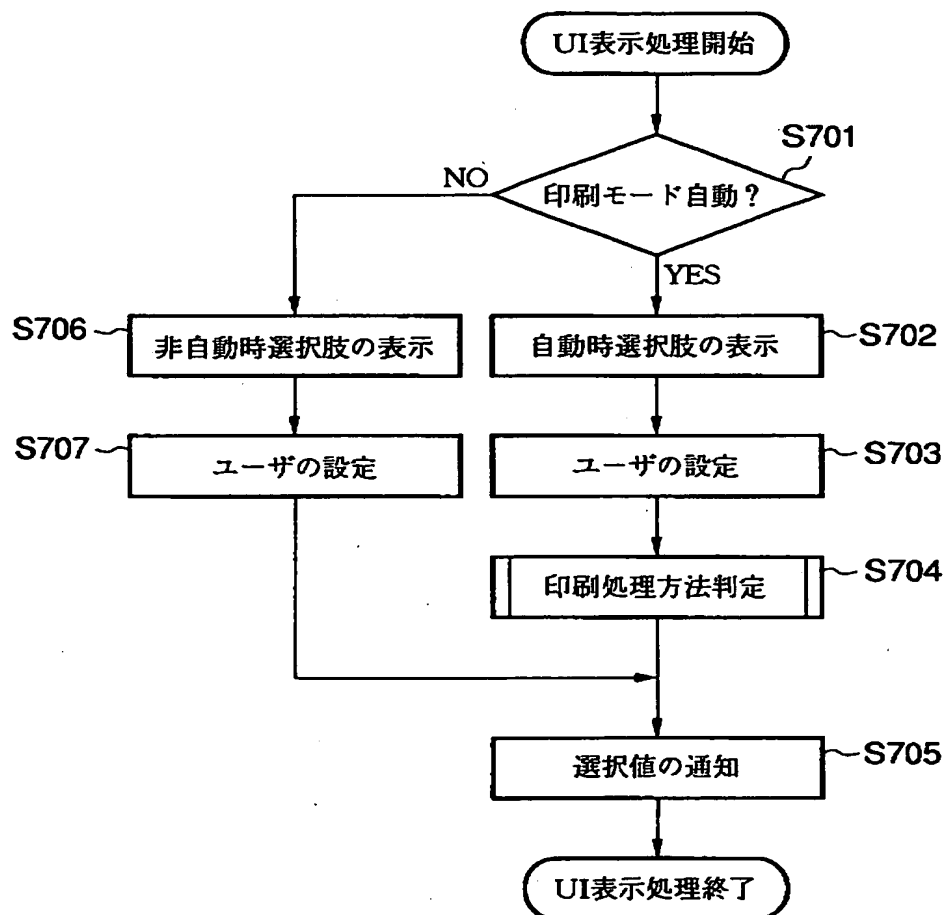 UI表示処理開始
S701
印刷モード自動？
NO
YES
S706
非自動時選択肢の表示
自動時選択肢の表示
S702
S707
ユーザの設定
ユーザの設定
S703
印刷処理方法判定
S704
選択値の通知
S705
UI表示処理終了